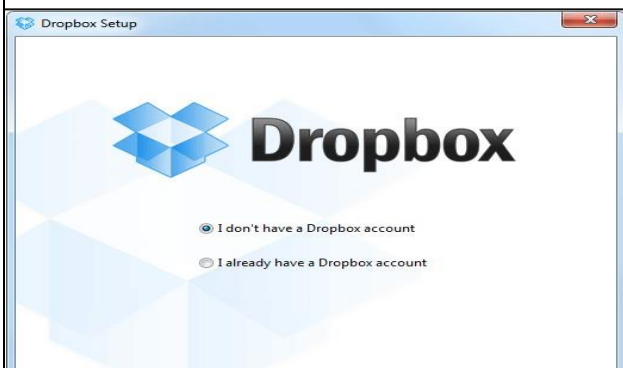 Dropbox Setup
Dropbox
I don't have a Dropbox account
I already have a Dropbox account